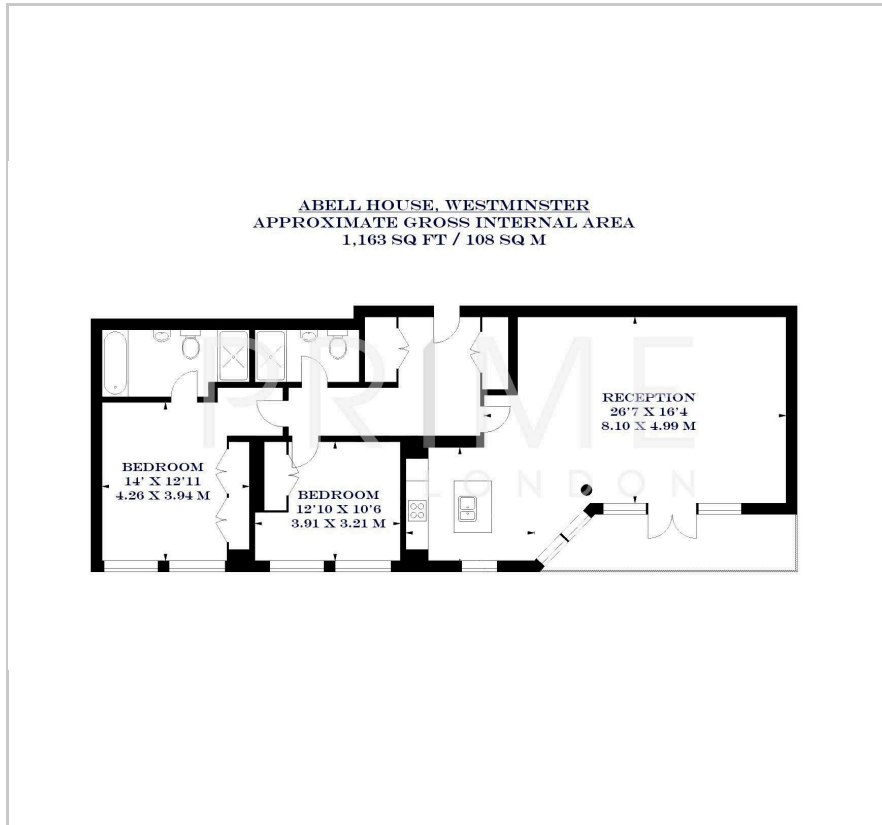 ABELL HOUSE, WESTMINSTER
APPROXIMATE GROSS INTERNAL AREA
1,163 SQ FT / 108 SQ M
PRIME
LONDON
RECEPTION
26'7 X 16'4
8.10 X 4.99 M
BEDROOM
14' X 12'11
4.26 X 3.94 M
BEDROOM
12'10 X 10'6
3.91 X 3.21 M